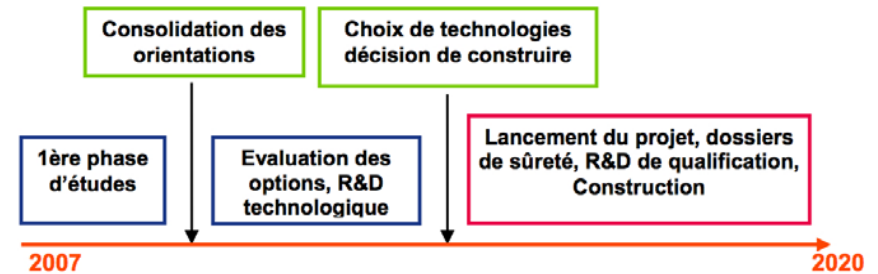 Consolidation des
orientations
Choix de technologies
décision de construire
1ère phase
d'études
Evaluation des
options, R&D
technologique
Lancement du projet, dossiers
de sûreté, R&D de qualification,
Construction
2007
2020